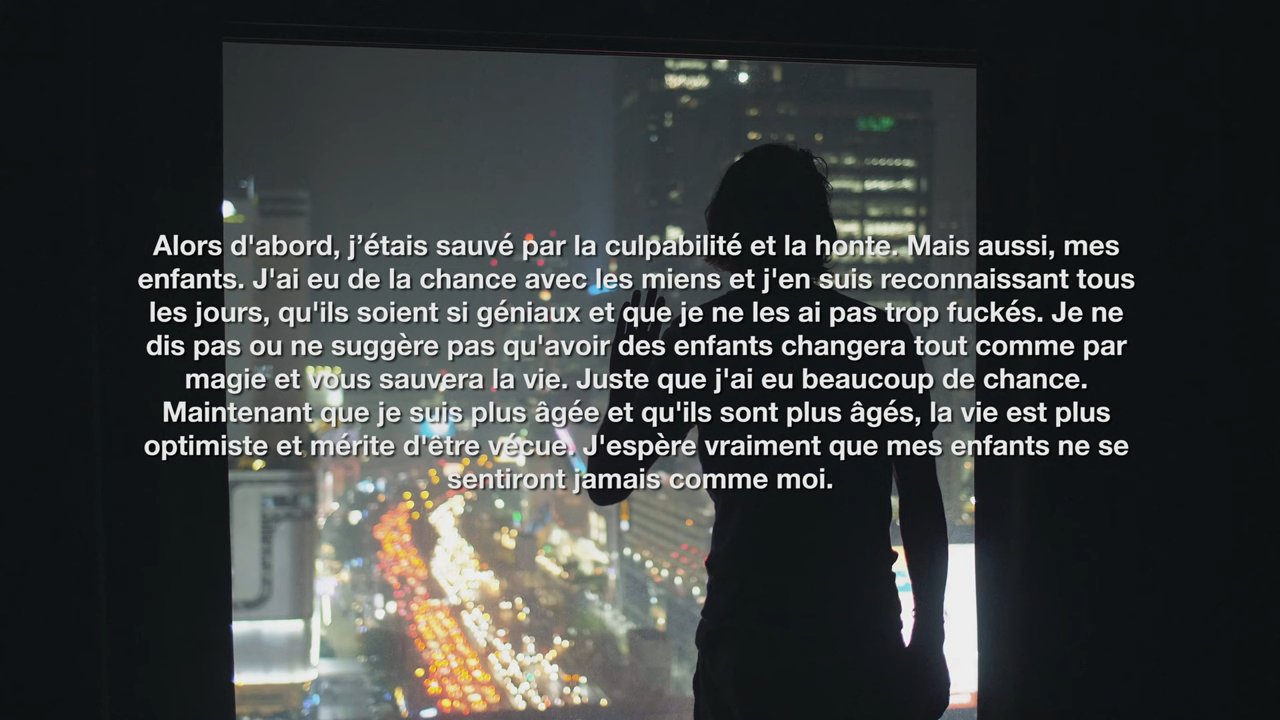 Alors d'abord, j’étais sauvé par la culpabilité et la honte. Mais aussi, mes
enfants. J'ai eu de la chance avec les miens et j'en suis reconnaissant tous
les jours, qu'ils soient si géniaux et que je ne les ai pas trop fuckés. Je ne
dis pas ou ne suggère pas qu'avoir des enfants changera tout comme par
magie et vous sauvera la vie. Juste que j'ai eu beaucoup de chance.
Maintenant que je suis plus âgée et qu'ils sont plus âgés, la vie est plus
optimiste et mérite d'être vécue. J'espère vraiment que mes enfants ne se
sentiront jamais comme moi.